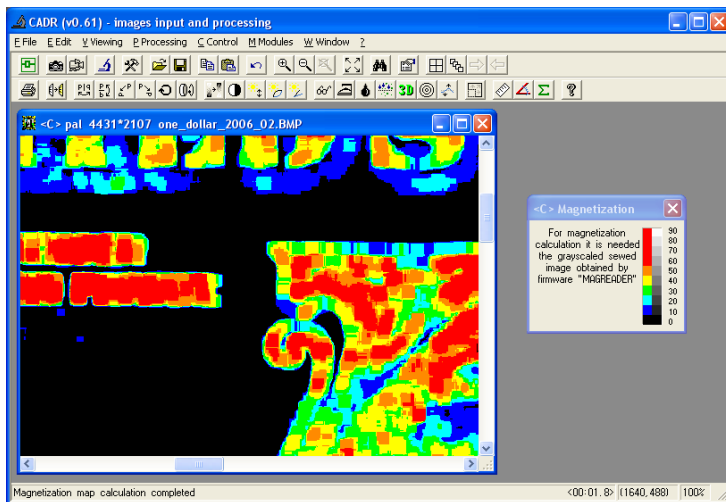 CADR (v0.61) - images input and processing
F File E Edit V Viewing P Processing C Control M Modules W Window ?
3D
<C> pal 4431*2107 one_dollar_2006_02.BMP
<C> Magnetization
For magnetization
calculation it is needed
the grayscaled sewed
image obtained by
firmware "MAGREADER"
90
80
70
60
50
40
30
20
10
0
Magnetization map calculation completed <00:01.8> (1640,488) 100%